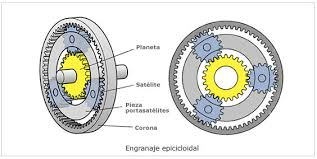 Planeta
Satélite
Pieza
portasatélites
Corona
Engranaje epicicloidal